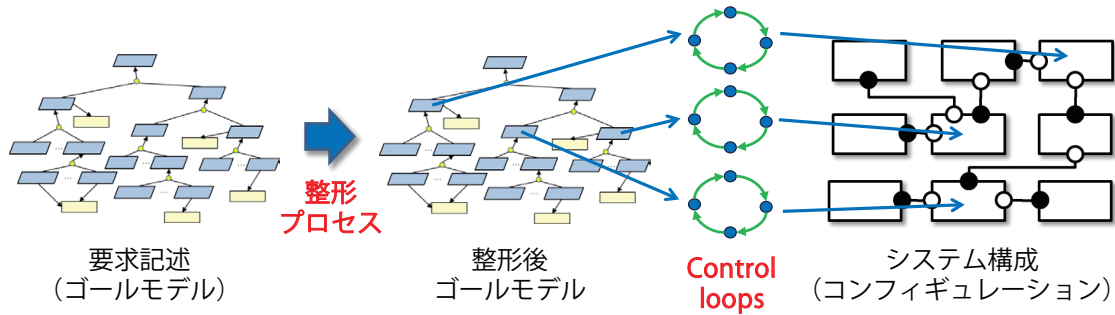 要求記述
（ゴールモデル）
整形
プロセス
整形後
ゴールモデル
Control
loops
システム構成
（コンフィギュレーション）